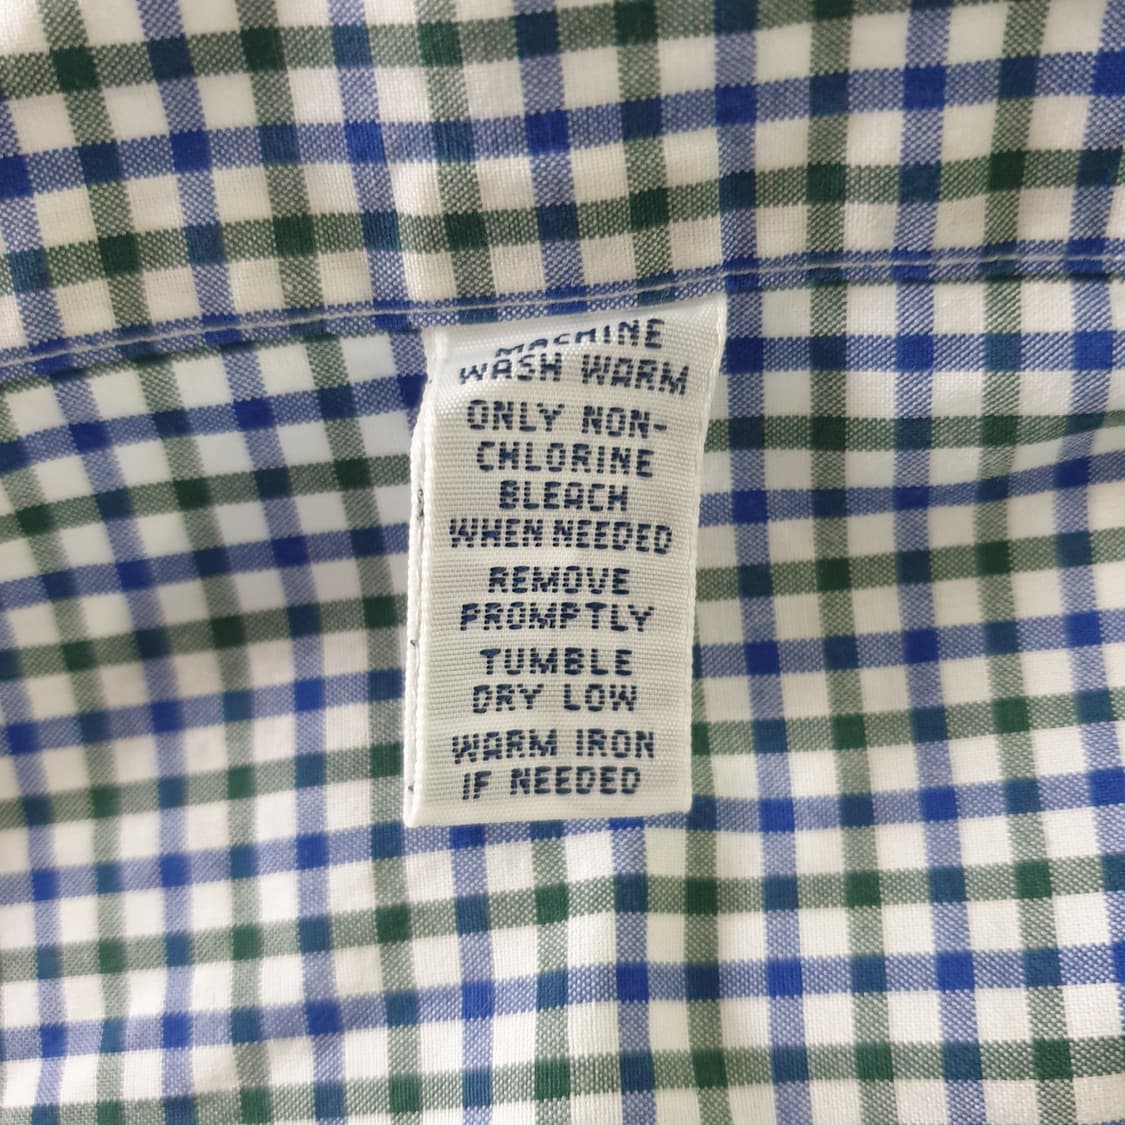 MACHINE
WASH WARM
ONLY NON-
CHLORINE
BLEACH
WHEN NEEDED
REMOVE
PROMPTLY
TUMBLE
DRY LOW
WARM IRON
IF NEEDED